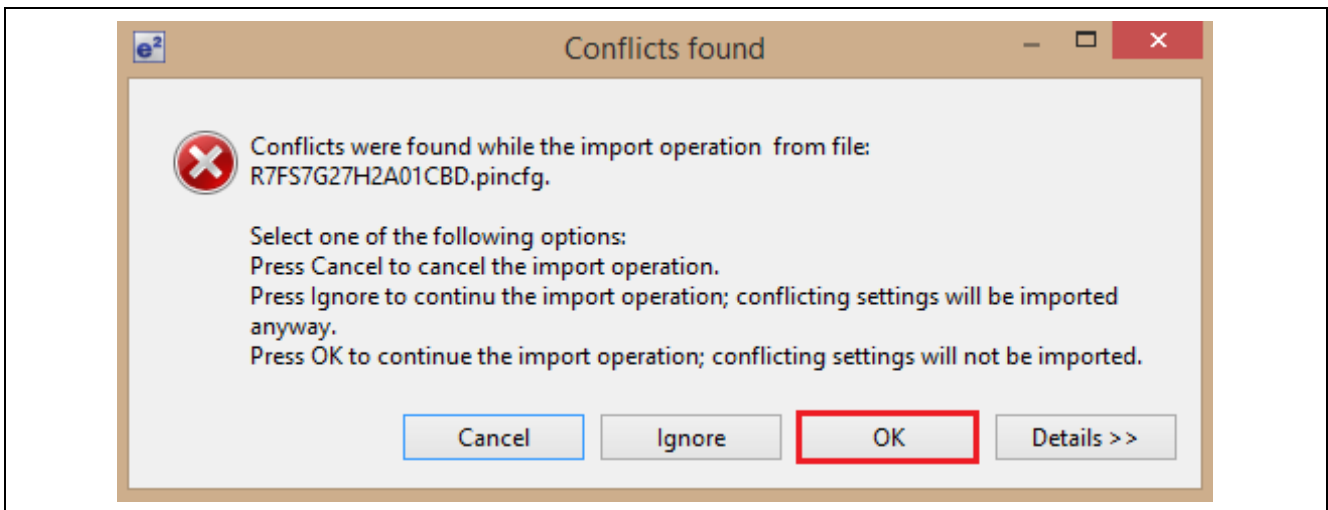 e²
Conflicts found
Conflicts were found while the import operation from file:
R7FS7G27H2A01CBD.pincfg.
Select one of the following options:
Press Cancel to cancel the import operation.
Press Ignore to continu the import operation; conflicting settings will be imported
anyway.
Press OK to continue the import operation; conflicting settings will not be imported.
Cancel Ignore OK Details >>